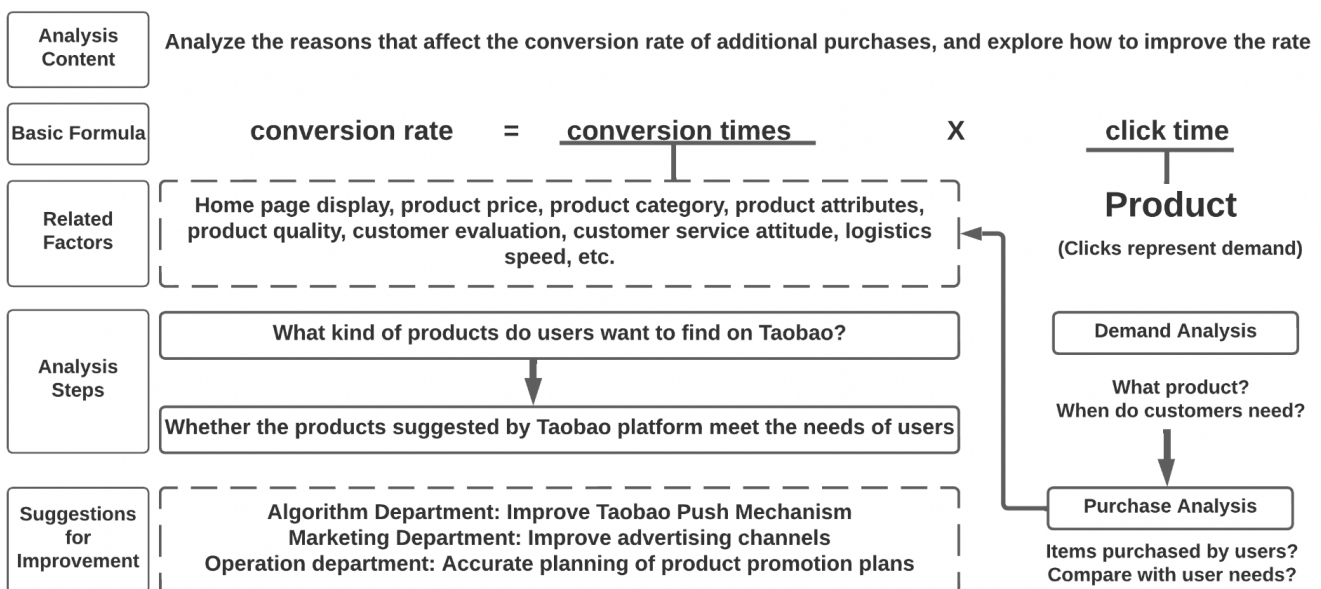 Analysis
Content
Analyze the reasons that affect the conversion rate of additional purchases, and explore how to improve the rate
Basic Formula
conversion rate = conversion times X click time
Related
Factors
Home page display, product price, product category, product attributes,
product quality, customer evaluation, customer service attitude, logistics
speed, etc.
Product
(Clicks represent demand)
Analysis
Steps
What kind of products do users want to find on Taobao?
Whether the products suggested by Taobao platform meet the needs of users
Demand Analysis
What product?
When do customers need?
Purchase Analysis
Items purchased by users?
Compare with user needs?
Suggestions
for
Improvement
Algorithm Department: Improve Taobao Push Mechanism
Marketing Department: Improve advertising channels
Operation department: Accurate planning of product promotion plans